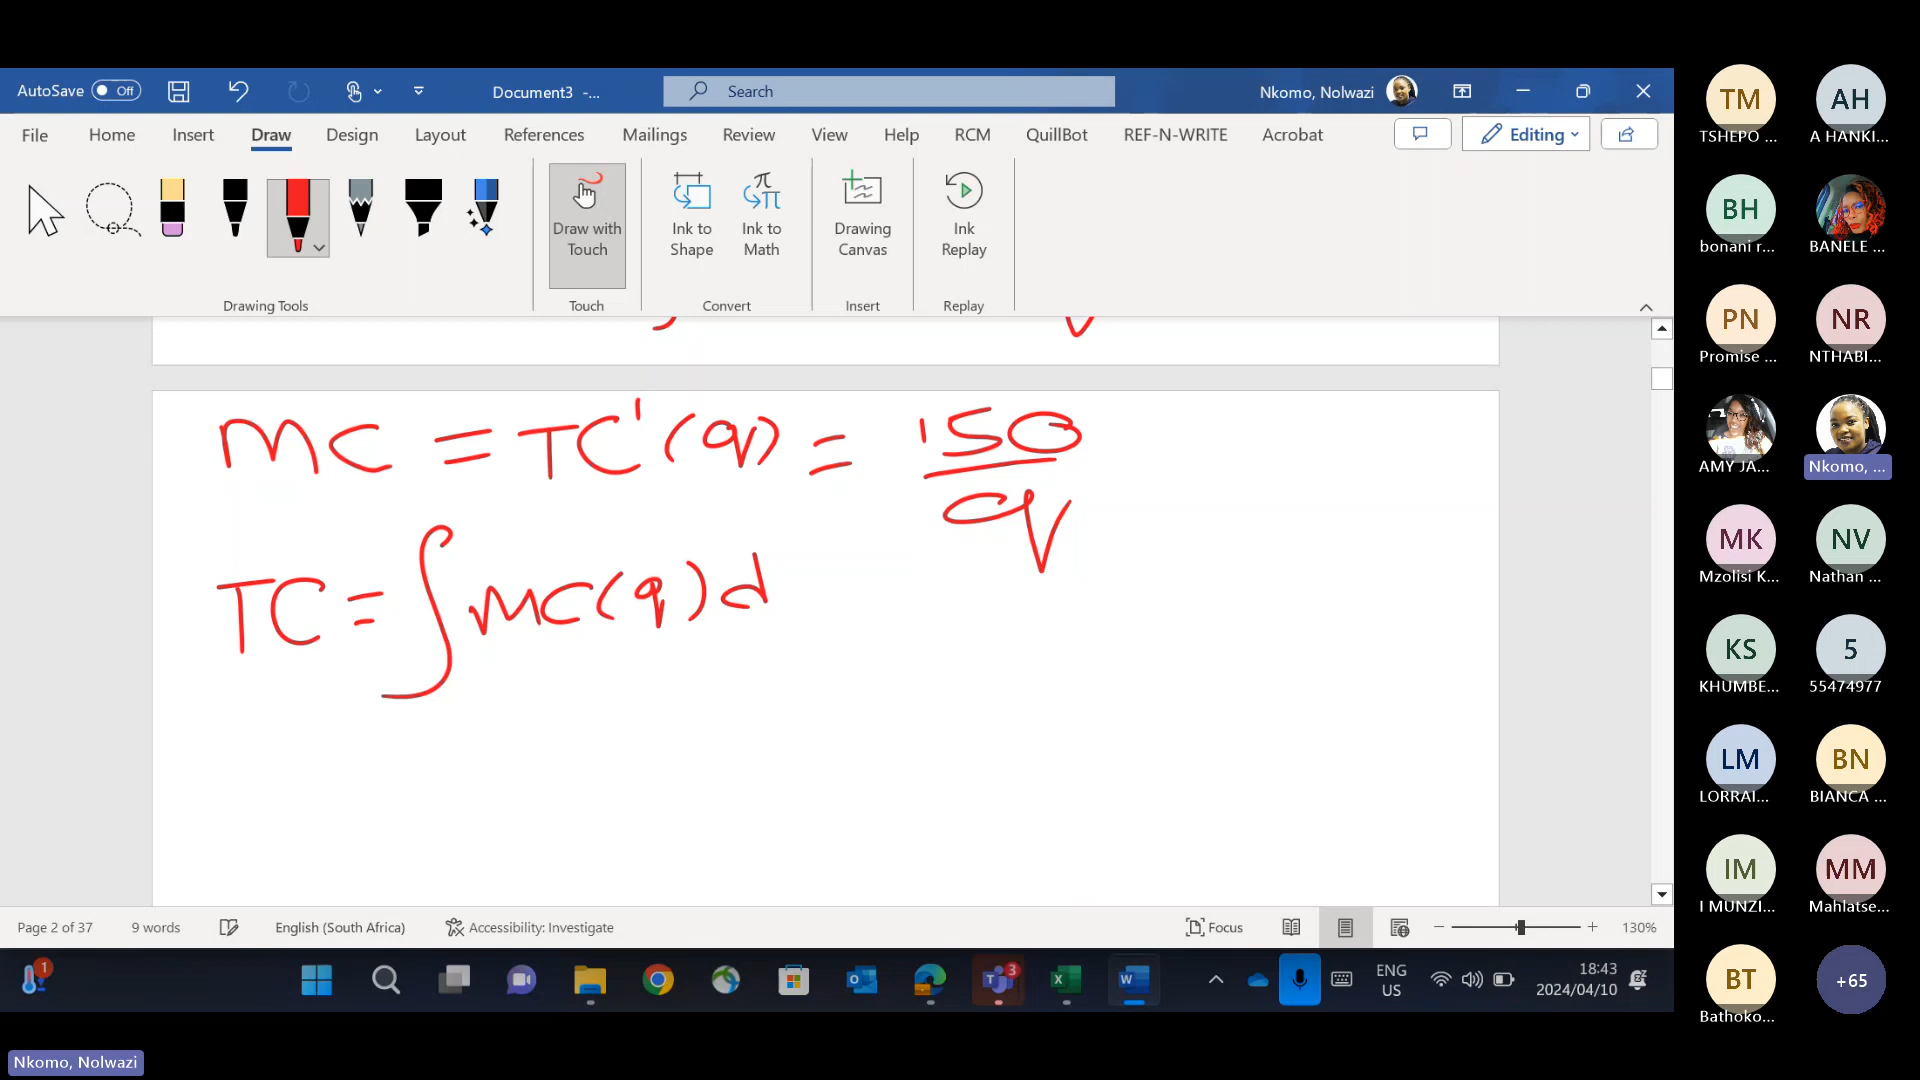 AutoSave Off Document3 -... Search Nkomo, Nolwazi
File Home Insert Draw Design Layout References Mailings Review View Help RCM QuillBot REF-N-WRITE Acrobat Editing
Draw with Touch
Ink to Shape
Ink to Math
Drawing Canvas
Ink Replay
Drawing Tools Touch Convert Insert Replay
MC = TC'(q) = 150
q
TC = ∫ MC(q) d
Page 2 of 37 9 words English (South Africa) Accessibility: Investigate Focus 130%
1 3 ENG US 18:43 2024/04/10
Nkomo, Nolwazi
TM AH
TSHEPO ... A HANKI...
BH
bonani r... BANELE ...
PN NR
Promise ... NTHABI...
AMY JA... Nkomo, ...
MK NV
Mzolisi K... Nathan ...
KS 5
KHUMBE... 55474977
LM BN
LORRAI... BIANCA ...
IM MM
I MUNZI... Mahlatse...
BT +65
Bathoko...